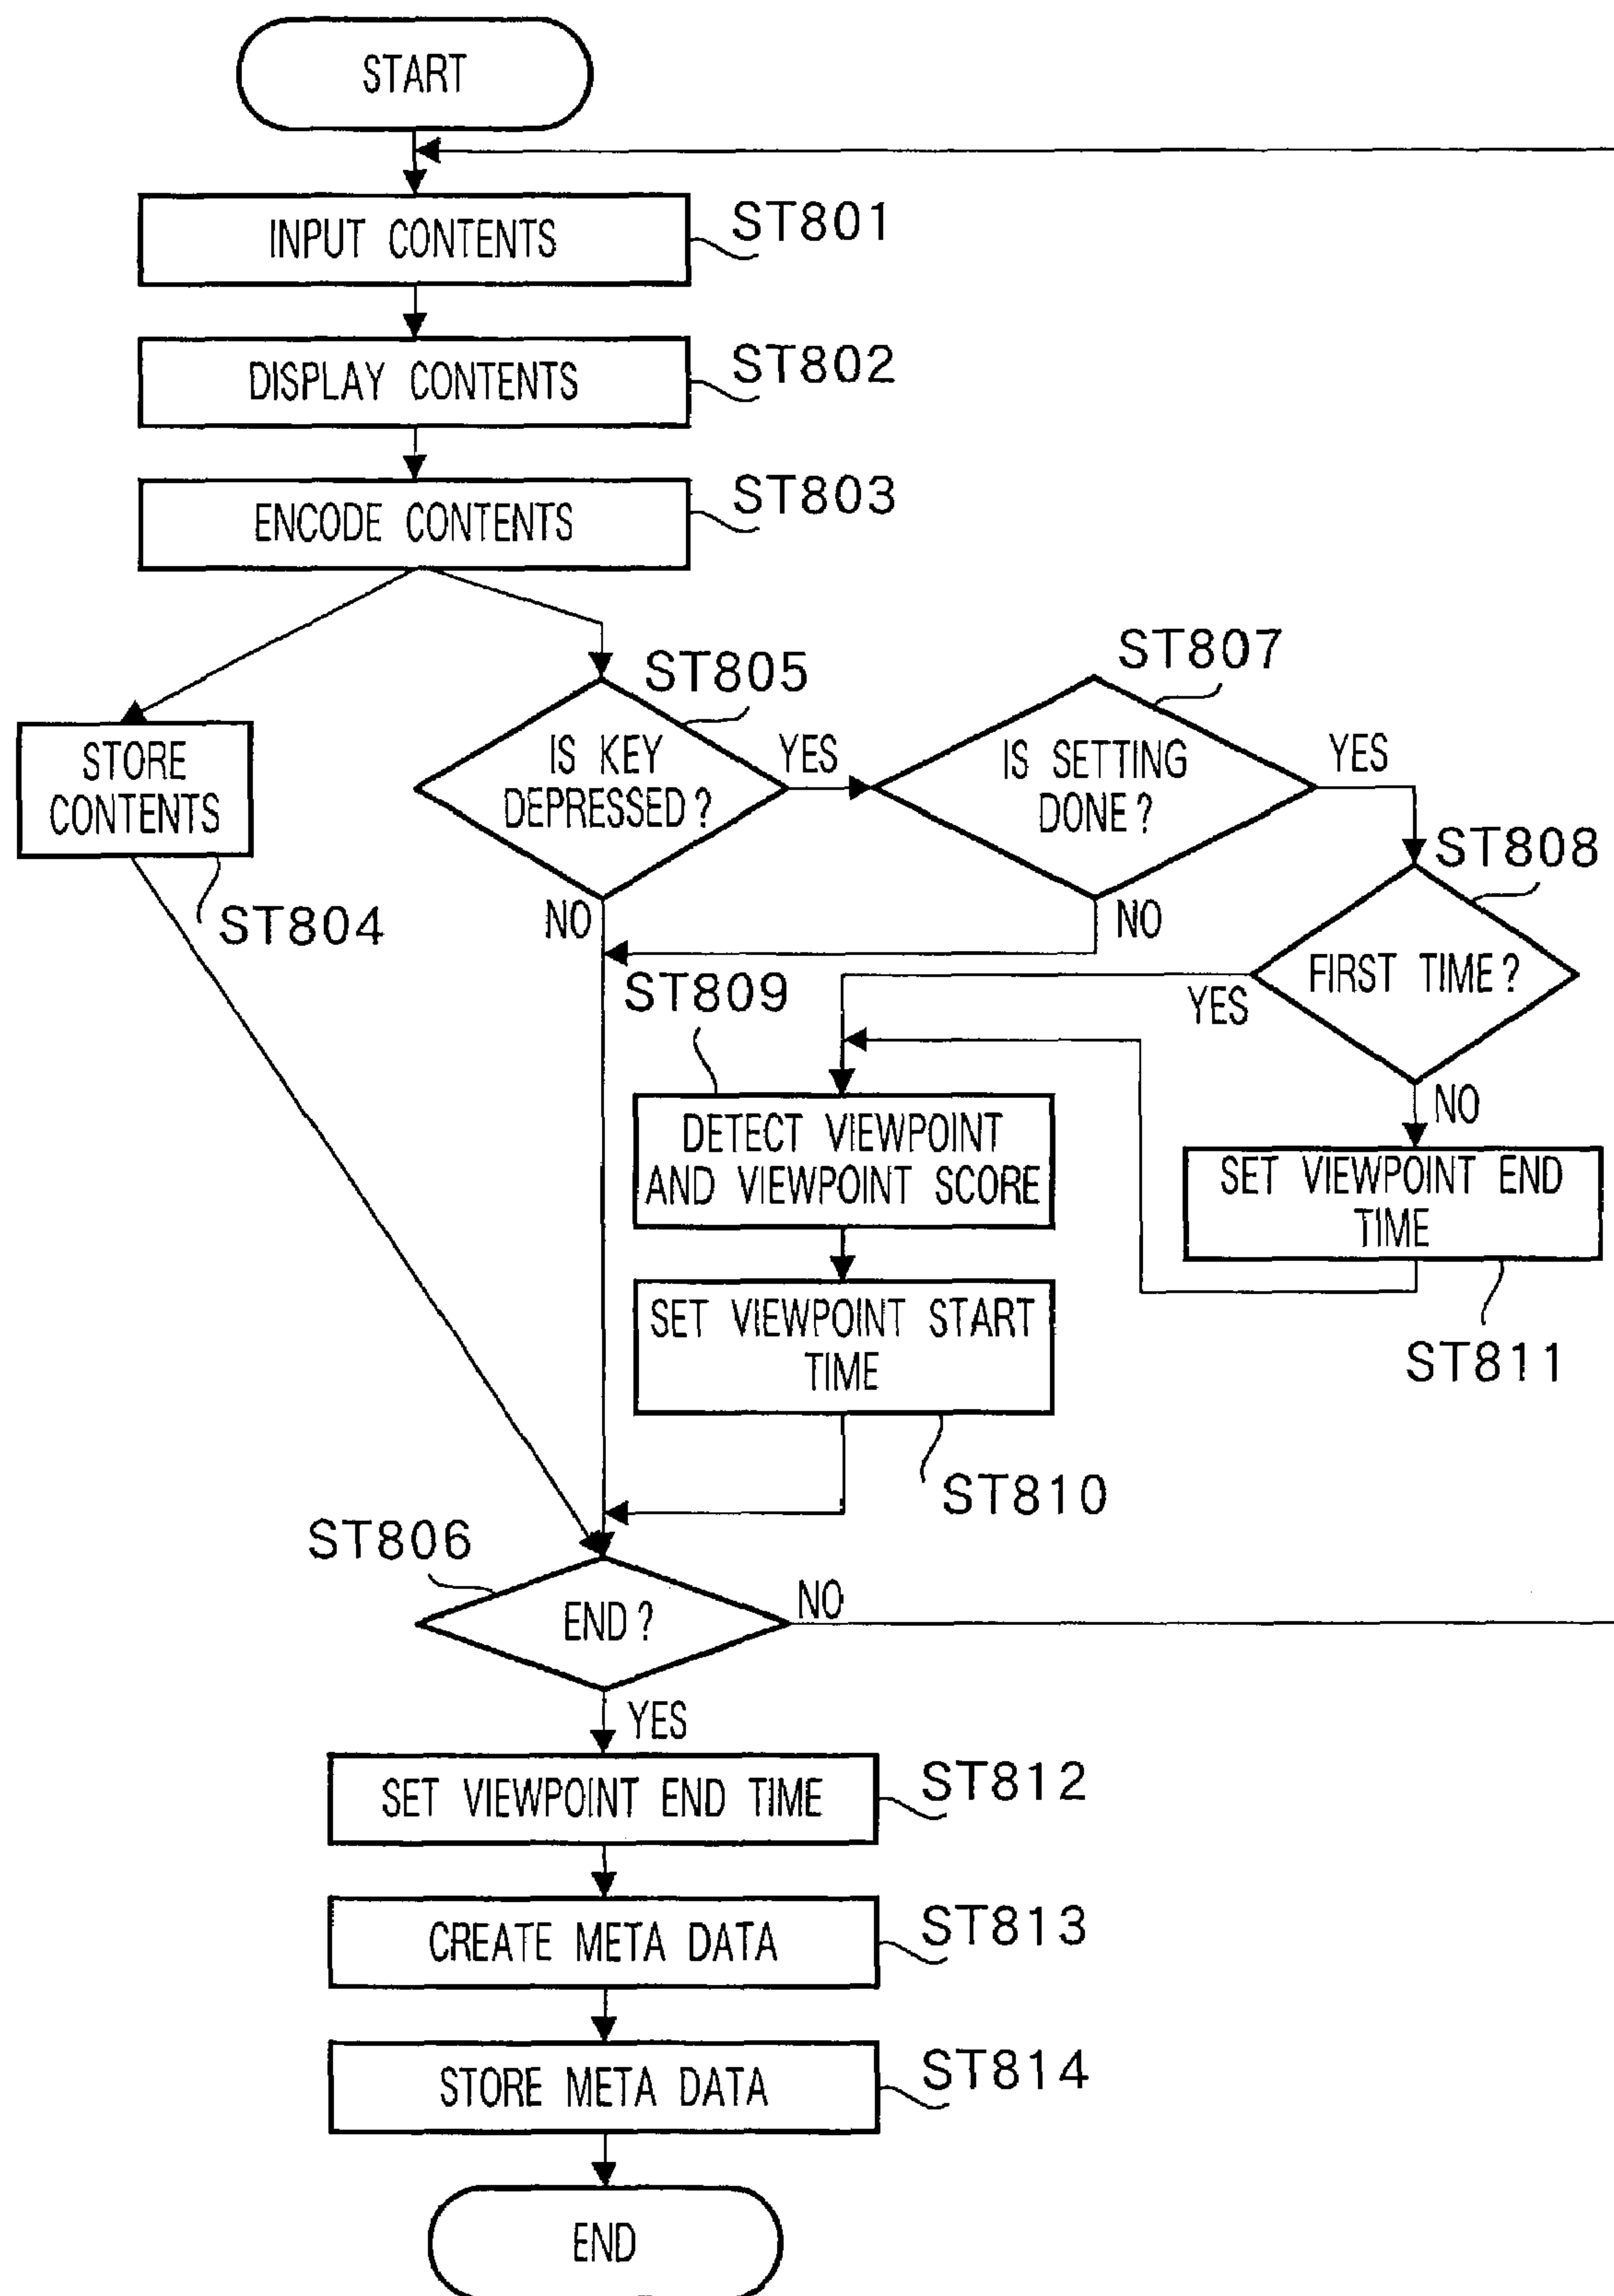 START
INPUT CONTENTS
ST801
DISPLAY CONTENTS
ST802
ENCODE CONTENTS
ST803
STORE
CONTENTS
ST804
ST805
IS KEY
DEPRESSED?
YES
NO
ST807
IS SETTING
DONE?
YES
NO
ST808
FIRST TIME?
YES
NO
ST809
DETECT VIEWPOINT
AND VIEWPOINT SCORE
SET VIEWPOINT END
TIME
ST811
SET VIEWPOINT START
TIME
ST810
ST806
END?
NO
YES
SET VIEWPOINT END TIME
ST812
CREATE META DATA
ST813
STORE META DATA
ST814
END